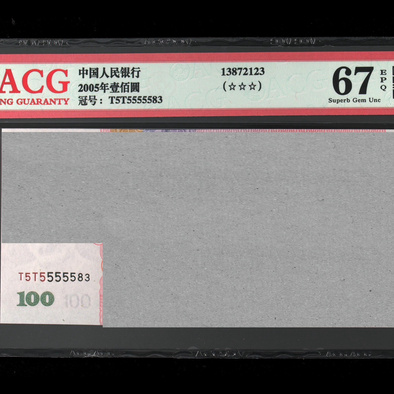 ACG
NG GUARANTY
中国人民银行
2005年壹佰圆
冠号: T5T5555583
13872123
(☆☆☆)
67
EPQ
Superb Gem Unc
T5T5555583
100 100